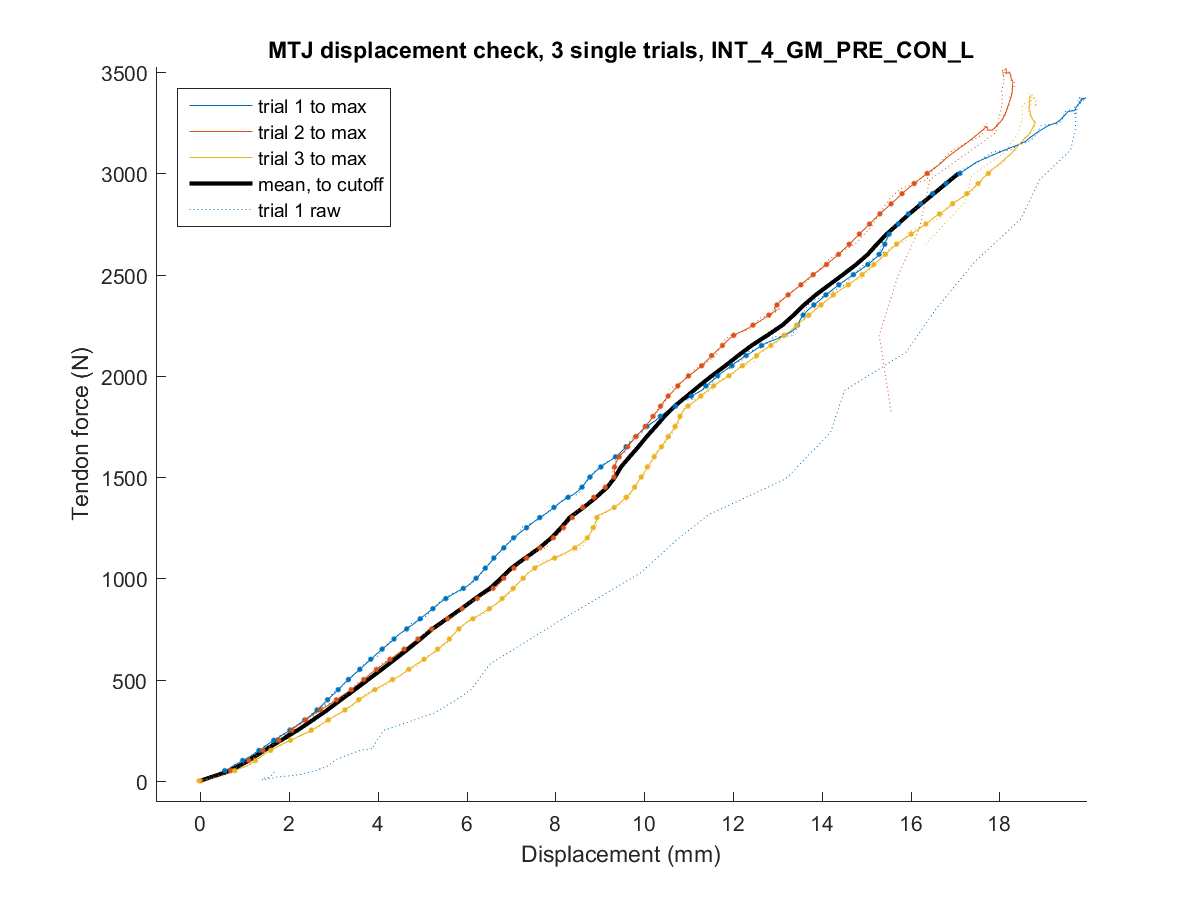 MTJ displacement check, 3 single trials, INT_4_GM_PRE_CON_L
3500
3000
2500
2000
1500
1000
500
0
Tendon force (N)
trial 1 to max
trial 2 to max
trial 3 to max
mean, to cutoff
trial 1 raw
0 2 4 6 8 10 12 14 16 18
Displacement (mm)